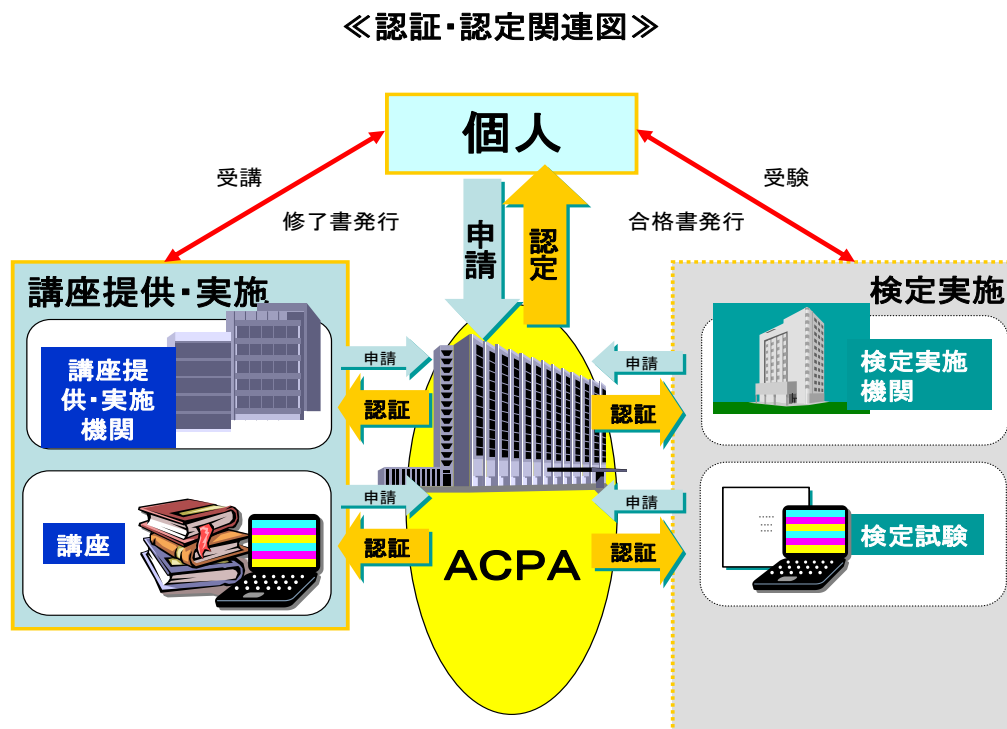 ≪認証・認定関連図≫
個人
受講
受験
修了書発行
合格書発行
申請
認定
講座提供・実施
検定実施
講座提
供・実施
機関
申請
認証
申請
認証
検定実施
機関
講座
申請
認証
ACPA
申請
認証
検定試験